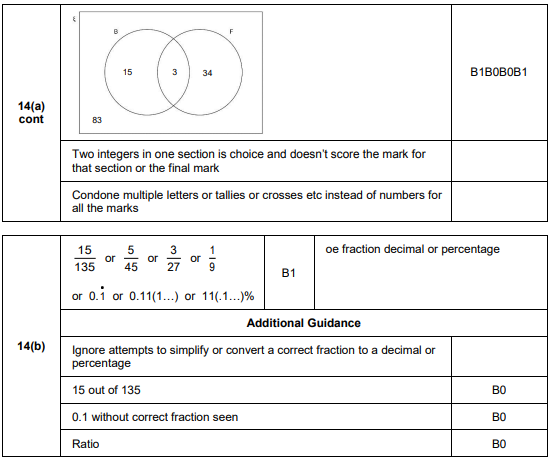 ξ
B F
15 3 34
83
14(a)
cont
B1B0B0B1
Two integers in one section is choice and doesn't score the mark for
that section or the final mark
Condone multiple letters or tallies or crosses etc instead of numbers for
all the marks
14(b)
15/135 or 5/45 or 3/27 or 1/9
or 0.1̇ or 0.11(1...) or 11(.1...)%
B1
oe fraction decimal or percentage
Additional Guidance
Ignore attempts to simplify or convert a correct fraction to a decimal or
percentage
15 out of 135 B0
0.1 without correct fraction seen B0
Ratio B0